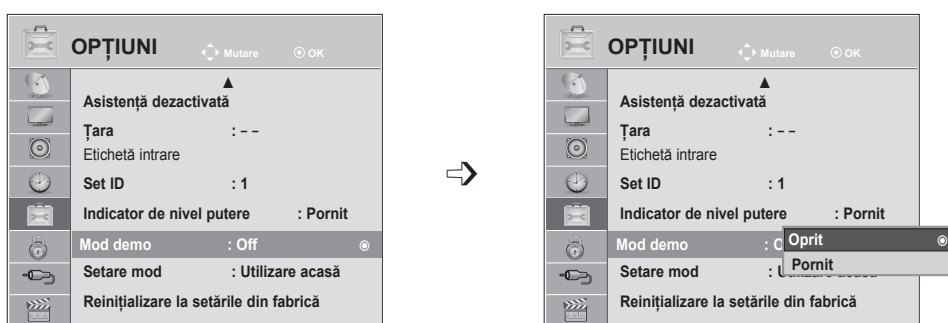 OPȚIUNI Mutare OK
Asistență dezactivată
Țara : – –
Etichetă intrare
Set ID : 1
Indicator de nivel putere : Pornit
Mod demo : Off
Setare mod : Utilizare acasă
Reinițializare la setările din fabrică
OPȚIUNI Mutare OK
Asistență dezactivată
Țara : – –
Etichetă intrare
Set ID : 1
Indicator de nivel putere : Pornit
Mod demo : O Oprit
Pornit
Setare mod : Utilizare acasă
Reinițializare la setările din fabrică